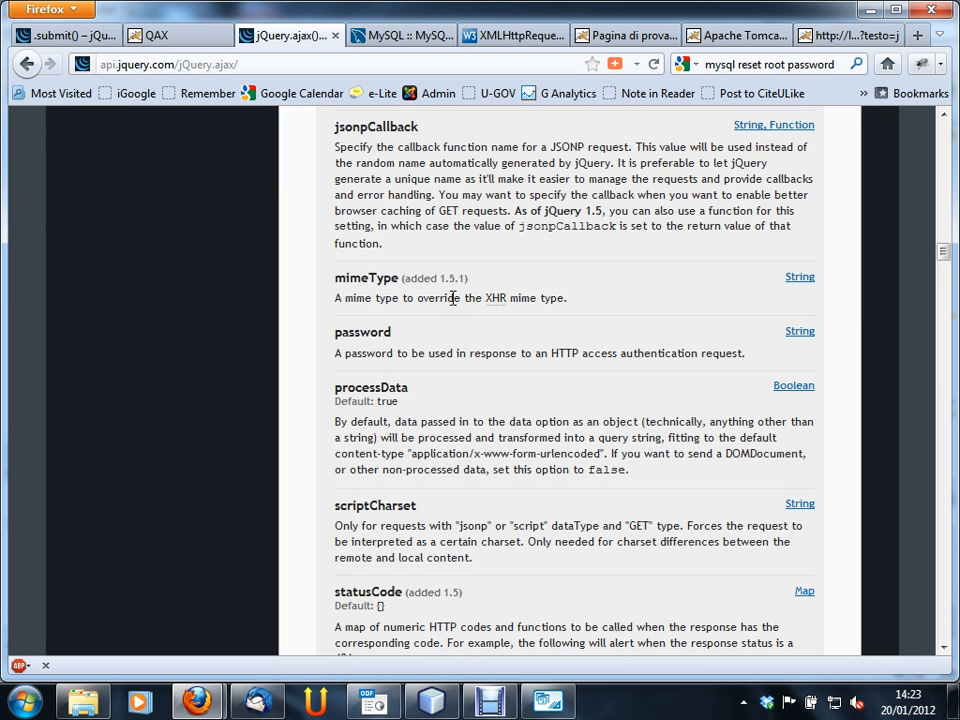 Firefox
.submit() – jQu...
QAX
jQuery.ajax()...
MySQL :: MySQ...
XMLHttpReque...
Pagina di prova...
Apache Tomca...
http://l...?testo=j
api.jquery.com/jQuery.ajax/
mysql reset root password
Most Visited
iGoogle
Remember
Google Calendar
e-Lite
Admin
U-GOV
G Analytics
Note in Reader
Post to CiteULike
»
Bookmarks
jsonpCallback
String, Function
Specify the callback function name for a JSONP request. This value will be used instead of
the random name automatically generated by jQuery. It is preferable to let jQuery
generate a unique name as it'll make it easier to manage the requests and provide callbacks
and error handling. You may want to specify the callback when you want to enable better
browser caching of GET requests. As of jQuery 1.5, you can also use a function for this
setting, in which case the value of jsonpCallback is set to the return value of that
function.
mimeType (added 1.5.1)
String
A mime type to override the XHR mime type.
password
String
A password to be used in response to an HTTP access authentication request.
processData
Boolean
Default: true
By default, data passed in to the data option as an object (technically, anything other than
a string) will be processed and transformed into a query string, fitting to the default
content-type "application/x-www-form-urlencoded". If you want to send a DOMDocument,
or other non-processed data, set this option to false.
scriptCharset
String
Only for requests with "jsonp" or "script" dataType and "GET" type. Forces the request to
be interpreted as a certain charset. Only needed for charset differences between the
remote and local content.
statusCode (added 1.5)
Map
Default: {}
A map of numeric HTTP codes and functions to be called when the response has the
corresponding code. For example, the following will alert when the response status is a
ABP
ODF
14:23
20/01/2012